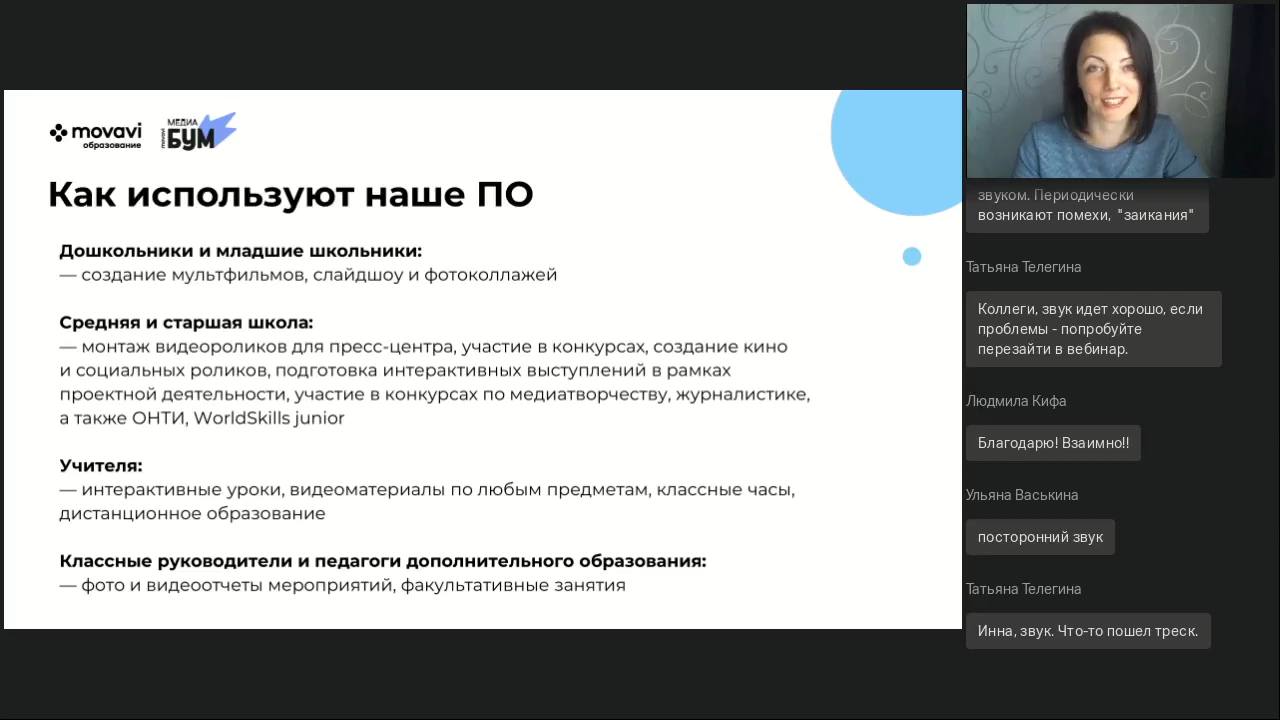 movavi
образование
МЕДИА
БУМ
movavi
Как используют наше ПО
Дошкольники и младшие школьники:
— создание мультфильмов, слайдшоу и фотоколлажей
Средняя и старшая школа:
— монтаж видеороликов для пресс-центра, участие в конкурсах, создание кино
и социальных роликов, подготовка интерактивных выступлений в рамках
проектной деятельности, участие в конкурсах по медиатворчеству, журналистике,
а также ОНТИ, WorldSkills junior
Учителя:
— интерактивные уроки, видеоматериалы по любым предметам, классные часы,
дистанционное образование
Классные руководители и педагоги дополнительного образования:
— фото и видеоотчеты мероприятий, факультативные занятия
звуком. Периодически
возникают помехи, "заикания"
Татьяна Телегина
Коллеги, звук идет хорошо, если
проблемы - попробуйте
перезайти в вебинар.
Людмила Кифа
Благодарю! Взаимно!!
Ульяна Васькина
посторонний звук
Татьяна Телегина
Инна, звук. Что-то пошел треск.